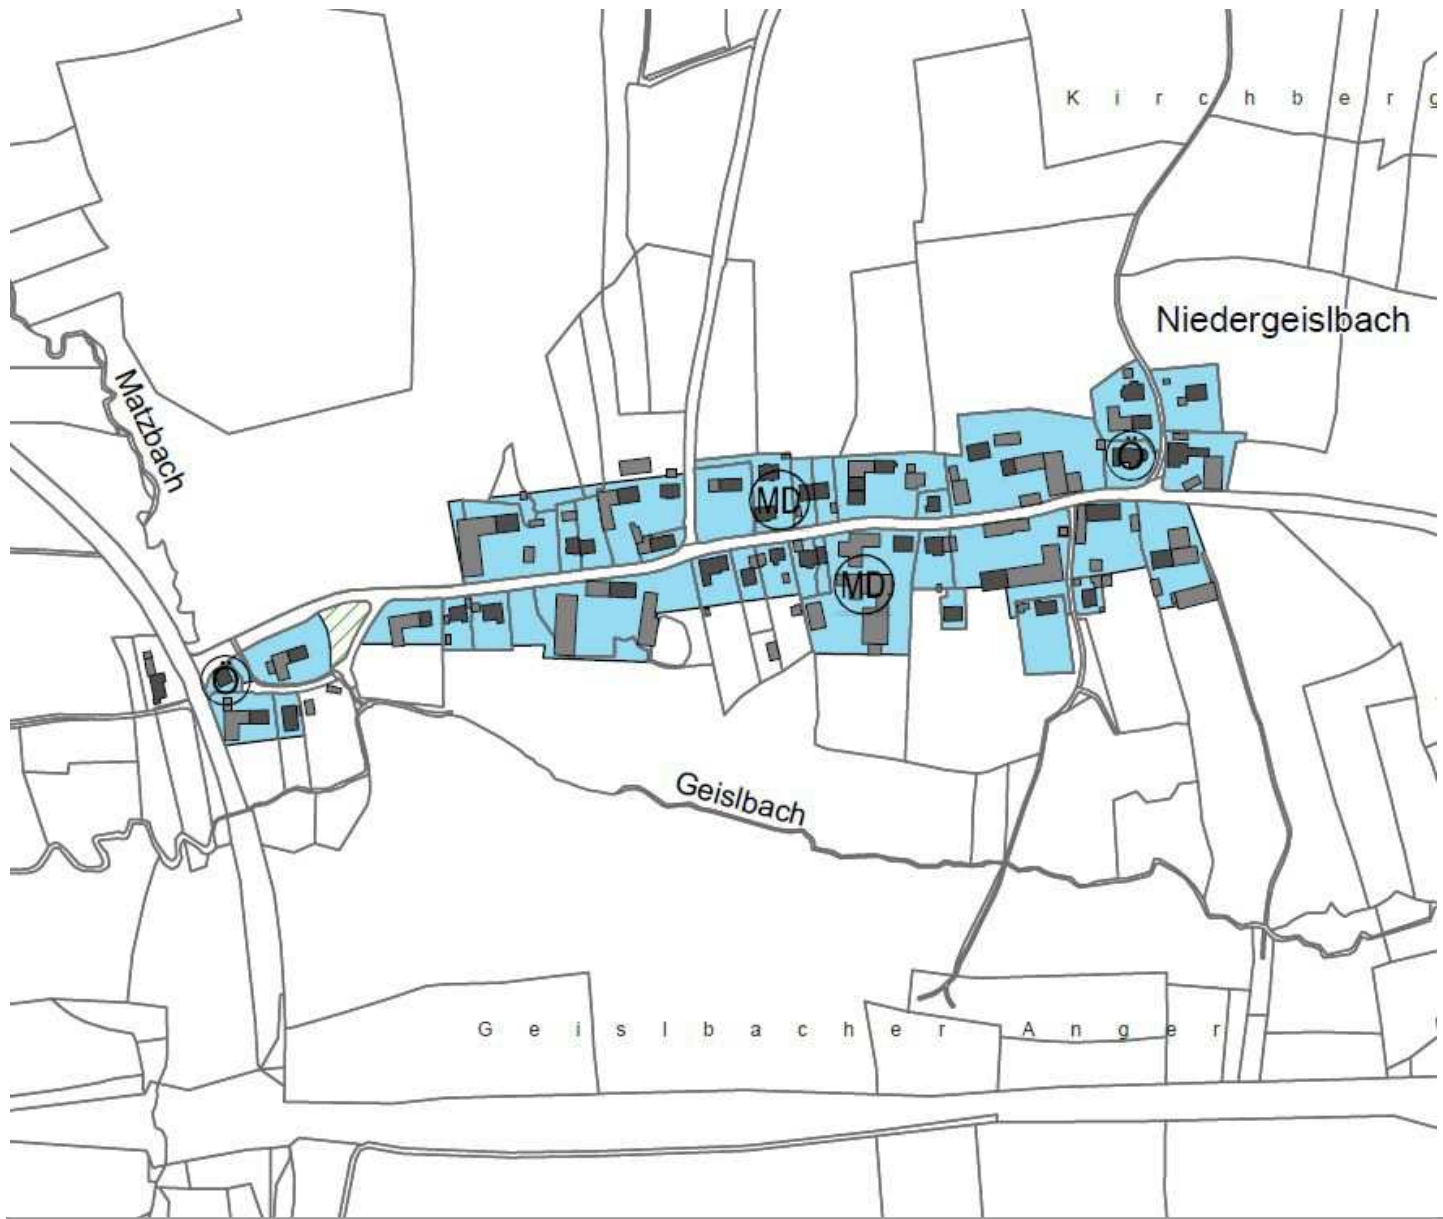 Kirchberg
Niedergeislbach
Matzbach
Ö
MD
MD
Ö
Geislbach
Geislbacher Anger